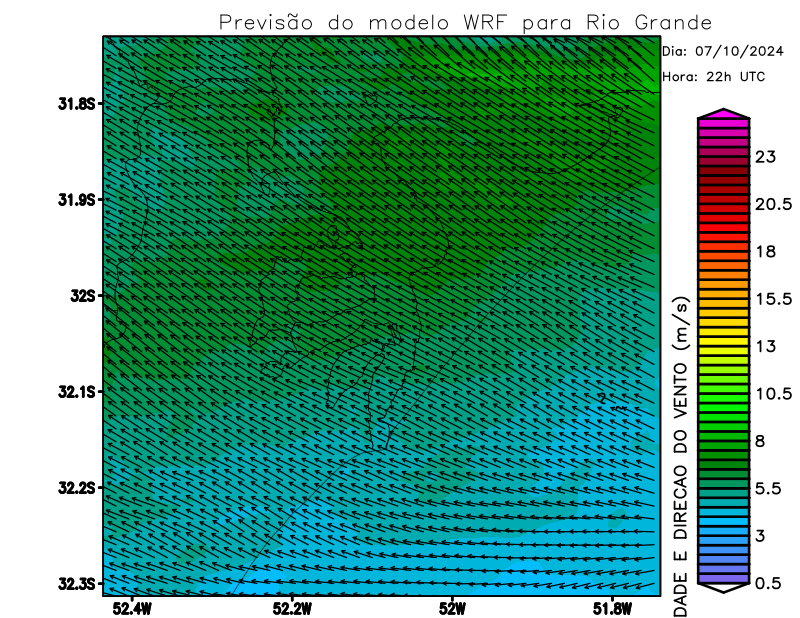 Previsão do modelo WRF para Rio Grande
Dia: 07/10/2024
Hora: 22h UTC
31.8S
31.9S
32S
32.1S
32.2S
32.3S
52.4W
52.2W
52W
51.8W
23
20.5
18
15.5
13
10.5
8
5.5
3
0.5
DADE E DIRECAO DO VENTO (m/s)